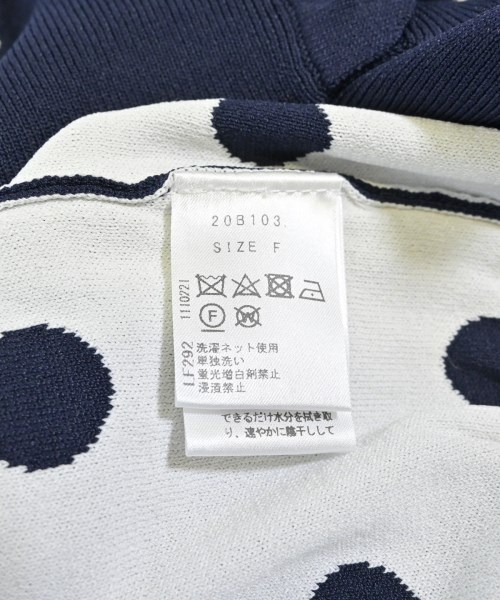 20B103
SIZE F
F W
洗濯ネット使用
単独洗い
蛍光増白剤禁止
浸漬禁止
LF292 1110221
できるだけ水分を拭き取
り、速やかに陰干しして